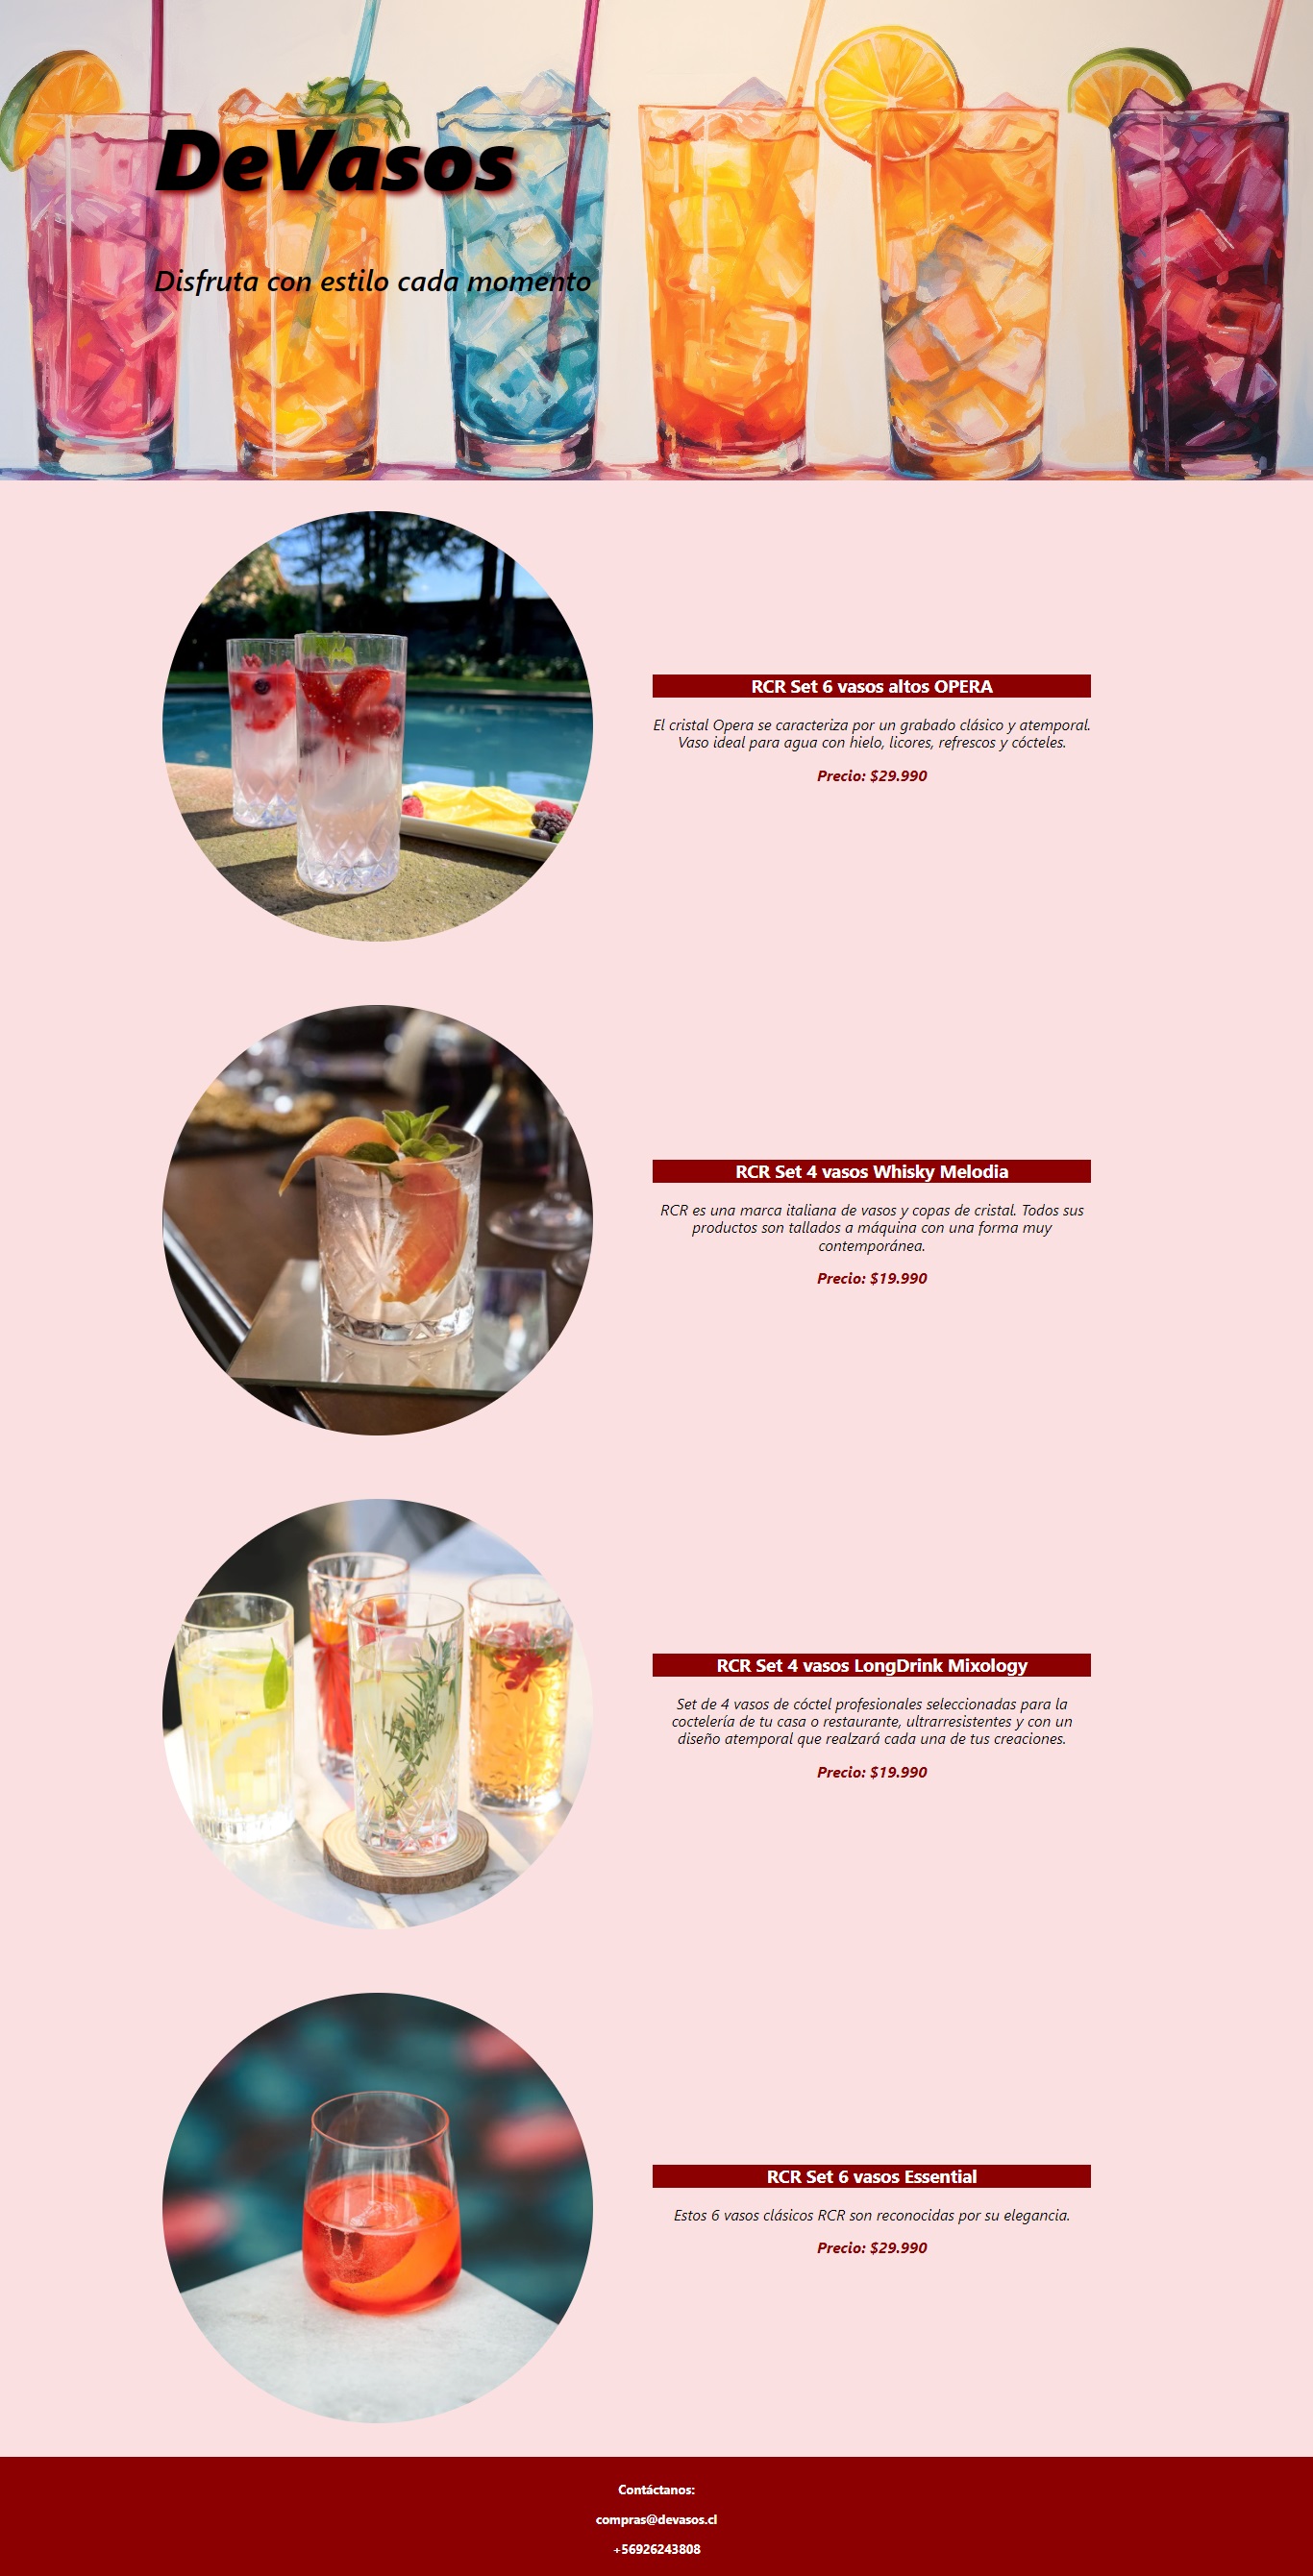 DeVasos
Disfruta con estilo cada momento
RCR Set 6 vasos altos OPERA
El cristal Opera se caracteriza por un grabado clásico y atemporal.
Vaso ideal para agua con hielo, licores, refrescos y cócteles.
Precio: $29.990
RCR Set 4 vasos Whisky Melodia
RCR es una marca italiana de vasos y copas de cristal. Todos sus
productos son tallados a máquina con una forma muy
contemporánea.
Precio: $19.990
RCR Set 4 vasos LongDrink Mixology
Set de 4 vasos de cóctel profesionales seleccionadas para la
coctelería de tu casa o restaurante, ultrarresistentes y con un
diseño atemporal que realzará cada una de tus creaciones.
Precio: $19.990
RCR Set 6 vasos Essential
Estos 6 vasos clásicos RCR son reconocidas por su elegancia.
Precio: $29.990
Contáctanos:
compras@devasos.cl
+56926243808